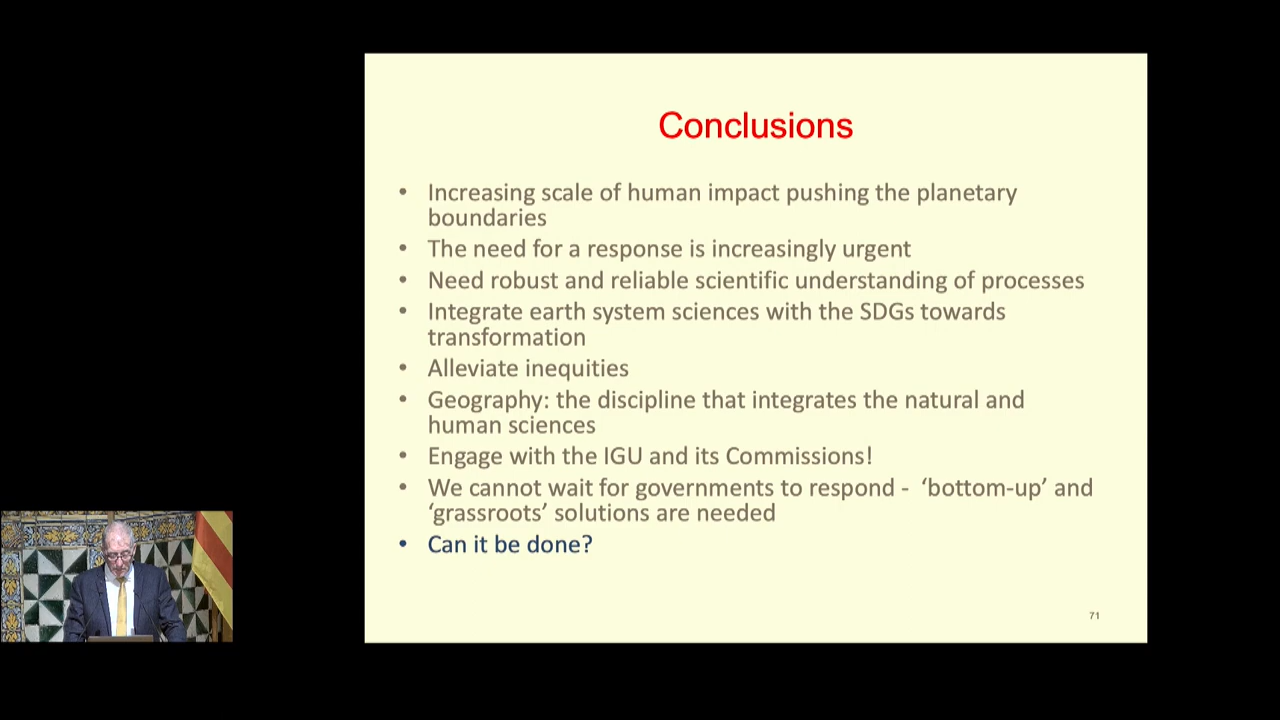 Conclusions
• Increasing scale of human impact pushing the planetary
boundaries
• The need for a response is increasingly urgent
• Need robust and reliable scientific understanding of processes
• Integrate earth system sciences with the SDGs towards
transformation
• Alleviate inequities
• Geography: the discipline that integrates the natural and
human sciences
• Engage with the IGU and its Commissions!
• We cannot wait for governments to respond -  ‘bottom-up’ and
‘grassroots’ solutions are needed
• Can it be done?
71